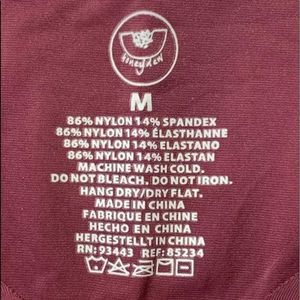 honeydew
M
86% NYLON 14% SPANDEX
86% NYLON 14% ÉLASTHANNE
86% NYLON 14% ELASTANO
86% NYLON 14% ELASTAN
MACHINE WASH COLD.
DO NOT BLEACH. DO NOT IRON.
HANG DRY/DRY FLAT.
MADE IN CHINA
FABRIQUE EN CHINE
HECHO EN CHINA
HERGESTELLT IN CHINA
RN: 93443 REF: 85234